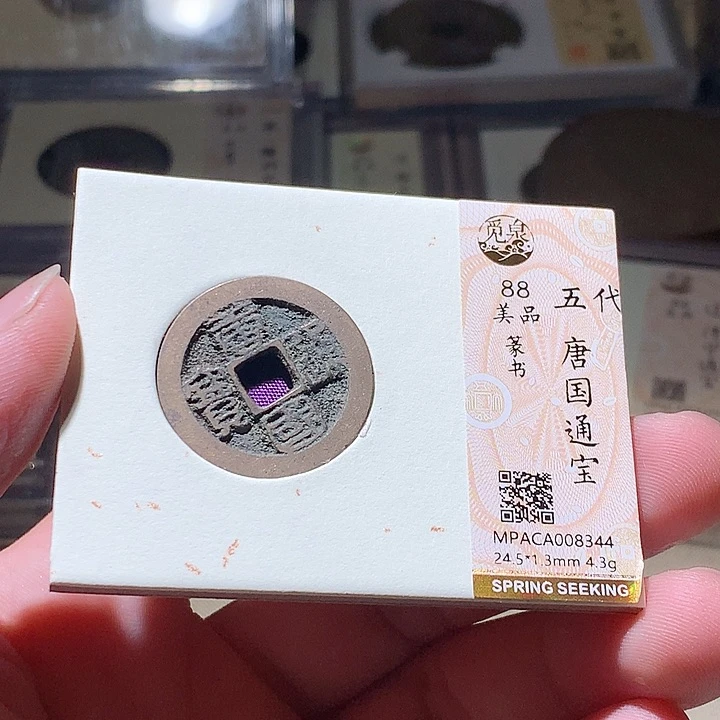 觅泉
88
美品
篆书
五代
唐国通宝
MPACA008344
24.5*1.3mm 4.3g
SPRING SEEKING